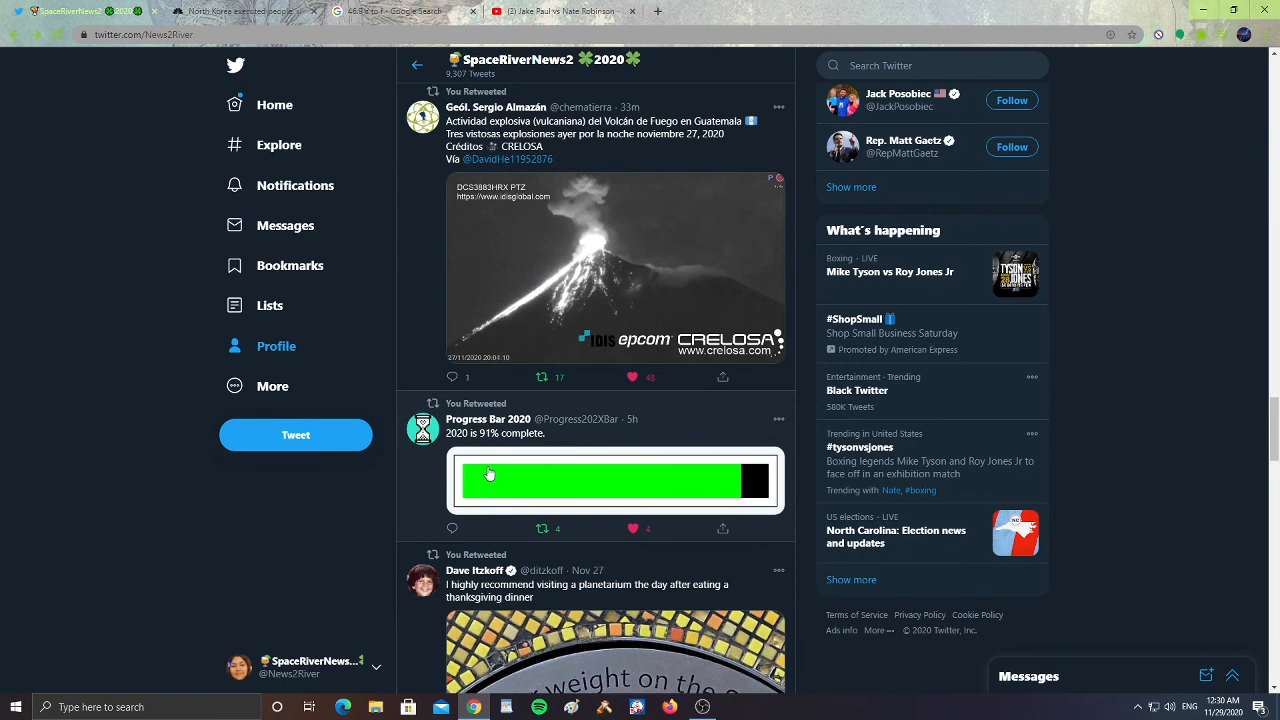 SpaceRiverNews2 🍀2020🍀
North Korea executed people, s
46.9 c to f - Google Search
(2) Jake Paul vs Nate Robinson -
twitter.com/News2River
Home
Explore
Notifications
Messages
Bookmarks
Lists
Profile
More
Tweet
SpaceRiverNews...
@News2River
SpaceRiverNews2 🍀2020🍀
9,307 Tweets
You Retweeted
Geól. Sergio Almazán @chematierra · 33m
Actividad explosiva (vulcaniana) del Volcán de Fuego en Guatemala 🇬🇹
Tres vistosas explosiones ayer por la noche noviembre 27, 2020
Créditos 🎥 CRELOSA
Vía @DavidHe11952876
DCS3883HRX PTZ
https://www.idisglobal.com
IDIS epcom CRELOSA
www.crelosa.com
27/11/2020 20:04:10
1 17 48
You Retweeted
Progress Bar 2020 @Progress202XBar · 5h
2020 is 91% complete.
4 4
You Retweeted
Dave Itzkoff @ditzkoff · Nov 27
I highly recommend visiting a planetarium the day after eating a
thanksgiving dinner
weight on the
Search Twitter
Jack Posobiec 🇺🇸
@JackPosobiec
Follow
Rep. Matt Gaetz
@RepMattGaetz
Follow
Show more
What's happening
Boxing · LIVE
Mike Tyson vs Roy Jones Jr
TYSON
JONES
#ShopSmall
Shop Small Business Saturday
Promoted by American Express
Entertainment · Trending
Black Twitter
580K Tweets
Trending in United States
#tysonvsjones
Boxing legends Mike Tyson and Roy Jones Jr to
face off in an exhibition match
Trending with Nate, #boxing
US elections · LIVE
North Carolina: Election news
and updates
NC
Show more
Terms of Service Privacy Policy Cookie Policy
Ads info More ••• © 2020 Twitter, Inc.
Messages
Type here to search
ENG
12:30 AM
11/29/2020